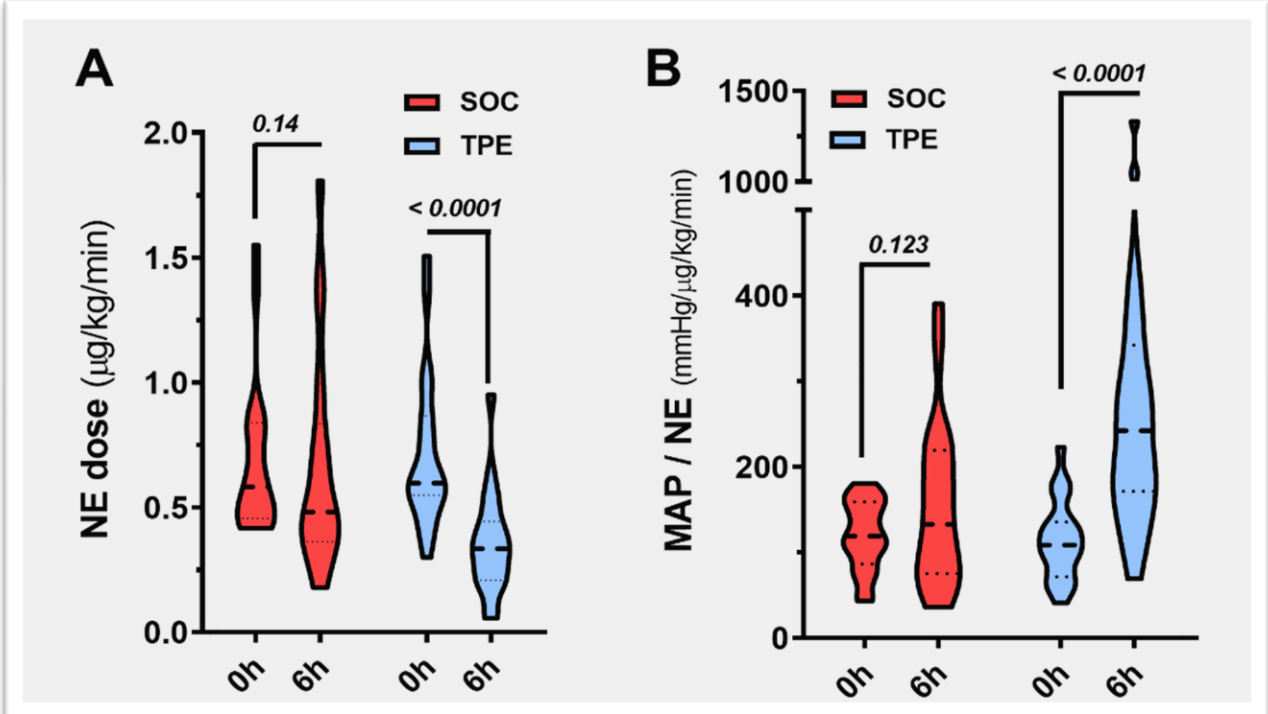 A
SOC
TPE
0.14
< 0.0001
2.0
1.5
1.0
0.5
0.0
NE dose (µg/kg/min)
0h
6h
0h
6h
B
SOC
TPE
< 0.0001
0.123
1500
1000
400
200
0
MAP / NE (mmHg/µg/kg/min)
0h
6h
0h
6h